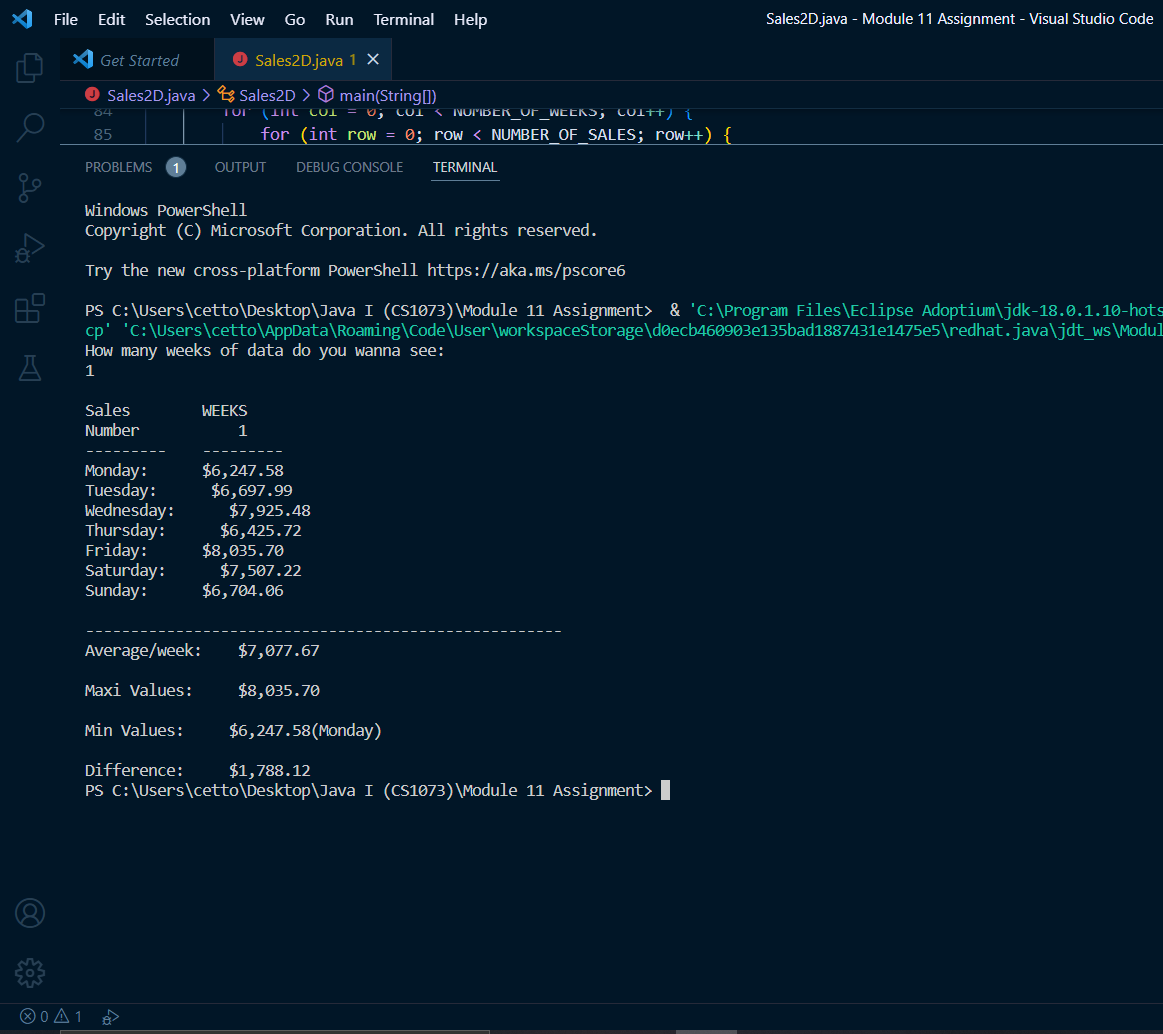 File Edit Selection View Go Run Terminal Help Sales2D.java - Module 11 Assignment - Visual Studio Code
Get Started Sales2D.java 1
Sales2D.java > Sales2D > main(String[])
84 for (int col = 0; col < NUMBER_OF_WEEKS; col++) {
85 for (int row = 0; row < NUMBER_OF_SALES; row++) {
PROBLEMS 1 OUTPUT DEBUG CONSOLE TERMINAL
Windows PowerShell
Copyright (C) Microsoft Corporation. All rights reserved.
Try the new cross-platform PowerShell https://aka.ms/pscore6
PS C:\Users\cetto\Desktop\Java I (CS1073)\Module 11 Assignment> & 'C:\Program Files\Eclipse Adoptium\jdk-18.0.1.10-hots
cp' 'C:\Users\cetto\AppData\Roaming\Code\User\workspaceStorage\d0ecb460903e135bad1887431e1475e5\redhat.java\jdt_ws\Modul
How many weeks of data do you wanna see:
1
Sales WEEKS
Number 1
--------- ---------
Monday: $6,247.58
Tuesday: $6,697.99
Wednesday: $7,925.48
Thursday: $6,425.72
Friday: $8,035.70
Saturday: $7,507.22
Sunday: $6,704.06
-----------------------------------------------------
Average/week: $7,077.67
Maxi Values: $8,035.70
Min Values: $6,247.58(Monday)
Difference: $1,788.12
PS C:\Users\cetto\Desktop\Java I (CS1073)\Module 11 Assignment>
0 1